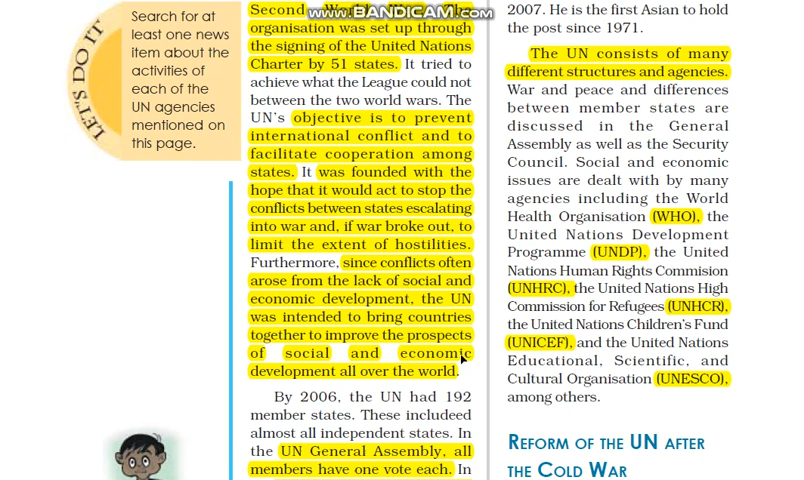 Search for at
least one news
item about the
activities of
each of the
UN agencies
mentioned on
this page.
LET'S DO IT
www.BANDICAM.com
Second World
organisation was set up through
the signing of the United Nations
Charter by 51 states. It tried to
achieve what the League could not
between the two world wars. The
UN's objective is to prevent
international conflict and to
facilitate cooperation among
states. It was founded with the
hope that it would act to stop the
conflicts between states escalating
into war and, if war broke out, to
limit the extent of hostilities.
Furthermore, since conflicts often
arose from the lack of social and
economic development, the UN
was intended to bring countries
together to improve the prospects
of social and economic
development all over the world.
By 2006, the UN had 192
member states. These includeed
almost all independent states. In
the UN General Assembly, all
members have one vote each. In
2007. He is the first Asian to hold
the post since 1971.
The UN consists of many
different structures and agencies.
War and peace and differences
between member states are
discussed in the General
Assembly as well as the Security
Council. Social and economic
issues are dealt with by many
agencies including the World
Health Organisation (WHO), the
United Nations Development
Programme (UNDP), the United
Nations Human Rights Commision
(UNHRC), the United Nations High
Commission for Refugees (UNHCR),
the United Nations Children's Fund
(UNICEF), and the United Nations
Educational, Scientific, and
Cultural Organisation (UNESCO),
among others.
REFORM OF THE UN AFTER
THE COLD WAR